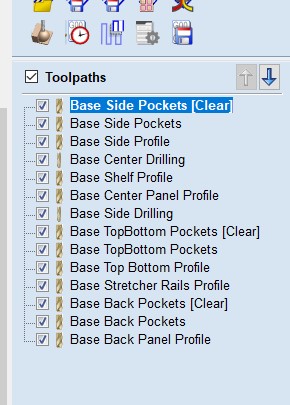 Toolpaths
Base Side Pockets [Clear]
Base Side Pockets
Base Side Profile
Base Center Drilling
Base Shelf Profile
Base Center Panel Profile
Base Side Drilling
Base TopBottom Pockets [Clear]
Base TopBottom Pockets
Base Top Bottom Profile
Base Stretcher Rails Profile
Base Back Pockets [Clear]
Base Back Pockets
Base Back Panel Profile